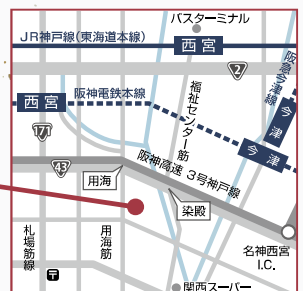 バスターミナル
JR神戸線(東海道本線)
西宮
2
阪急今津線
西宮
阪神電鉄本線
福祉センター筋
今津
171
今津
43
阪神高速 3号神戸線
用海
染殿
札場筋線
用海筋
名神西宮
I.C.
関西スーパー